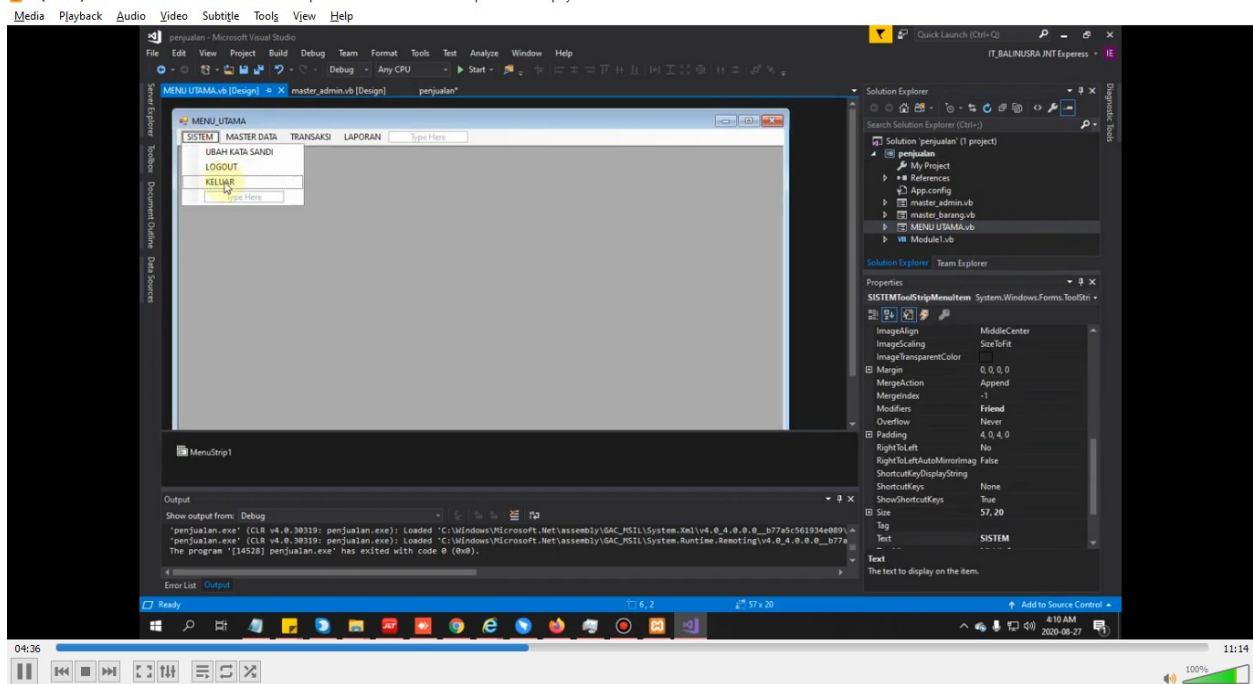 Media Playback Audio Video Subtitle Tools View Help
penjualan - Microsoft Visual Studio
Quick Launch (Ctrl+Q)
File Edit View Project Build Debug Team Format Tools Test Analyze Window Help
IT_BALINUSRA JNT Experess IE
Debug Any CPU Start
MENU UTAMA.vb [Design] master_admin.vb [Design] penjualan*
Server Explorer Toolbox Document Outline Data Sources
MENU_UTAMA
SISTEM MASTER DATA TRANSAKSI LAPORAN Type Here
UBAH KATA SANDI
LOGOUT
KELUAR
Type Here
MenuStrip1
Output
Show output from: Debug
'penjualan.exe' (CLR v4.0.30319: penjualan.exe): Loaded 'C:\Windows\Microsoft.Net\assembly\GAC_MSIL\System.Xml\v4.0_4.0.0.0__b77a5c561934e089\
'penjualan.exe' (CLR v4.0.30319: penjualan.exe): Loaded 'C:\Windows\Microsoft.Net\assembly\GAC_MSIL\System.Runtime.Remoting\v4.0_4.0.0.0__b77a
The program '[14528] penjualan.exe' has exited with code 0 (0x0).
Error List Output
Solution Explorer
Search Solution Explorer (Ctrl+;)
Solution 'penjualan' (1 project)
penjualan
My Project
References
App.config
master_admin.vb
master_barang.vb
MENU UTAMA.vb
Module1.vb
Solution Explorer Team Explorer
Diagnostic Tools
Properties
SISTEMToolStripMenuItem System.Windows.Forms.ToolStri
ImageAlign MiddleCenter
ImageScaling SizeToFit
ImageTransparentColor
Margin 0, 0, 0, 0
MergeAction Append
MergeIndex -1
Modifiers Friend
Overflow Never
Padding 4, 0, 4, 0
RightToLeft No
RightToLeftAutoMirrorImag False
ShortcutKeyDisplayString
ShortcutKeys None
ShowShortcutKeys True
Size 57, 20
Tag
Text SISTEM
Text
The text to display on the item.
Ready 6, 2 57 x 20 Add to Source Control
4:10 AM
2020-08-27
04:36 11:14
100%